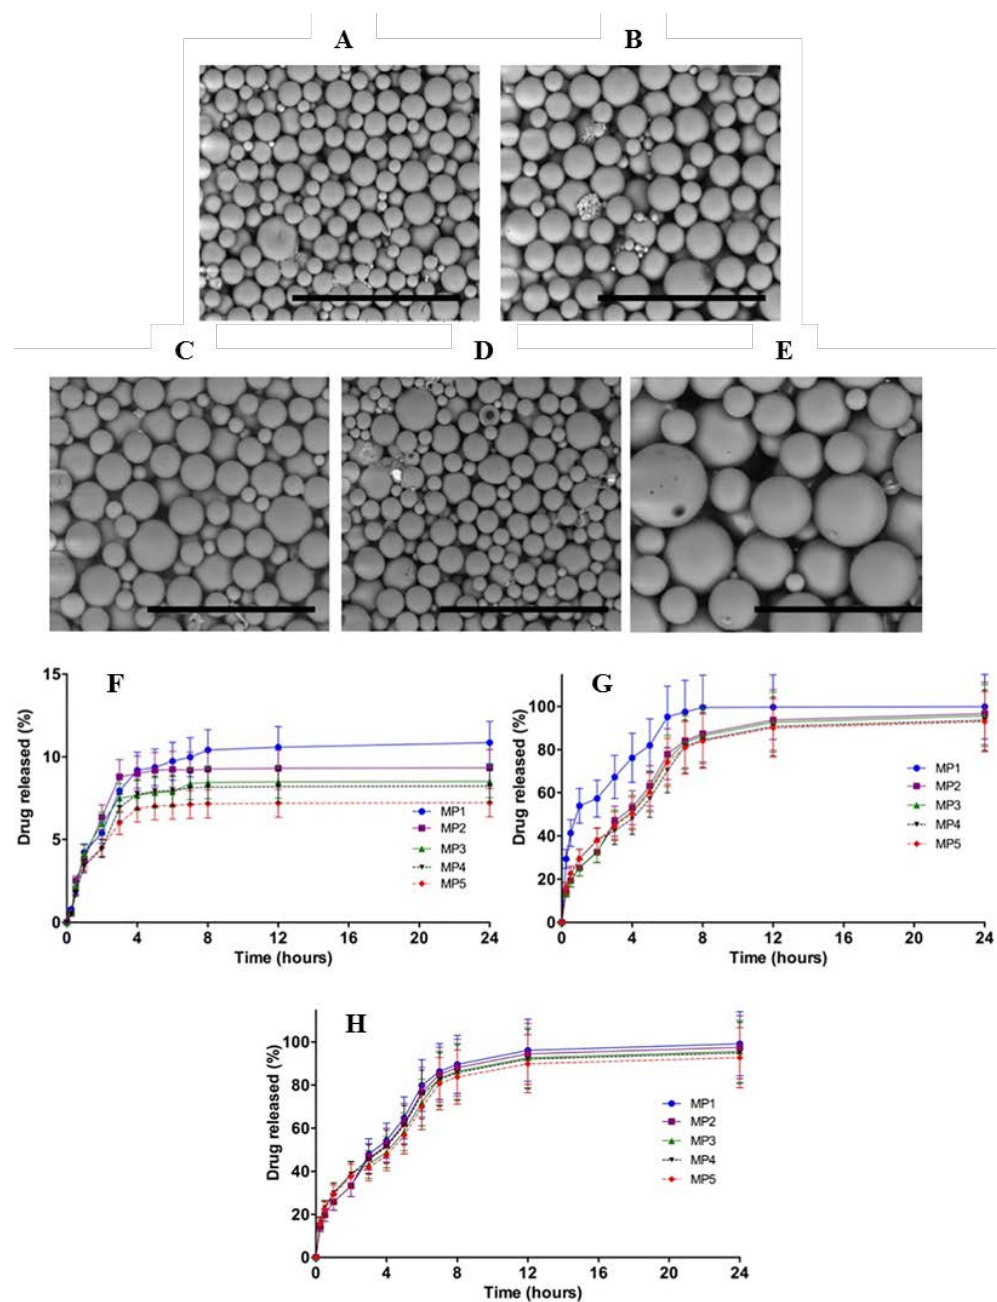 A
B
C
D
E
F
Drug released (%)
15
10
5
0
0 4 8 12 16 20 24
Time (hours)
MP1
MP2
MP3
MP4
MP5
G
Drug released (%)
100
80
60
40
20
0
0 4 8 12 16 20 24
Time (hours)
MP1
MP2
MP3
MP4
MP5
H
Drug released (%)
100
80
60
40
20
0
0 4 8 12 16 20 24
Time (hours)
MP1
MP2
MP3
MP4
MP5